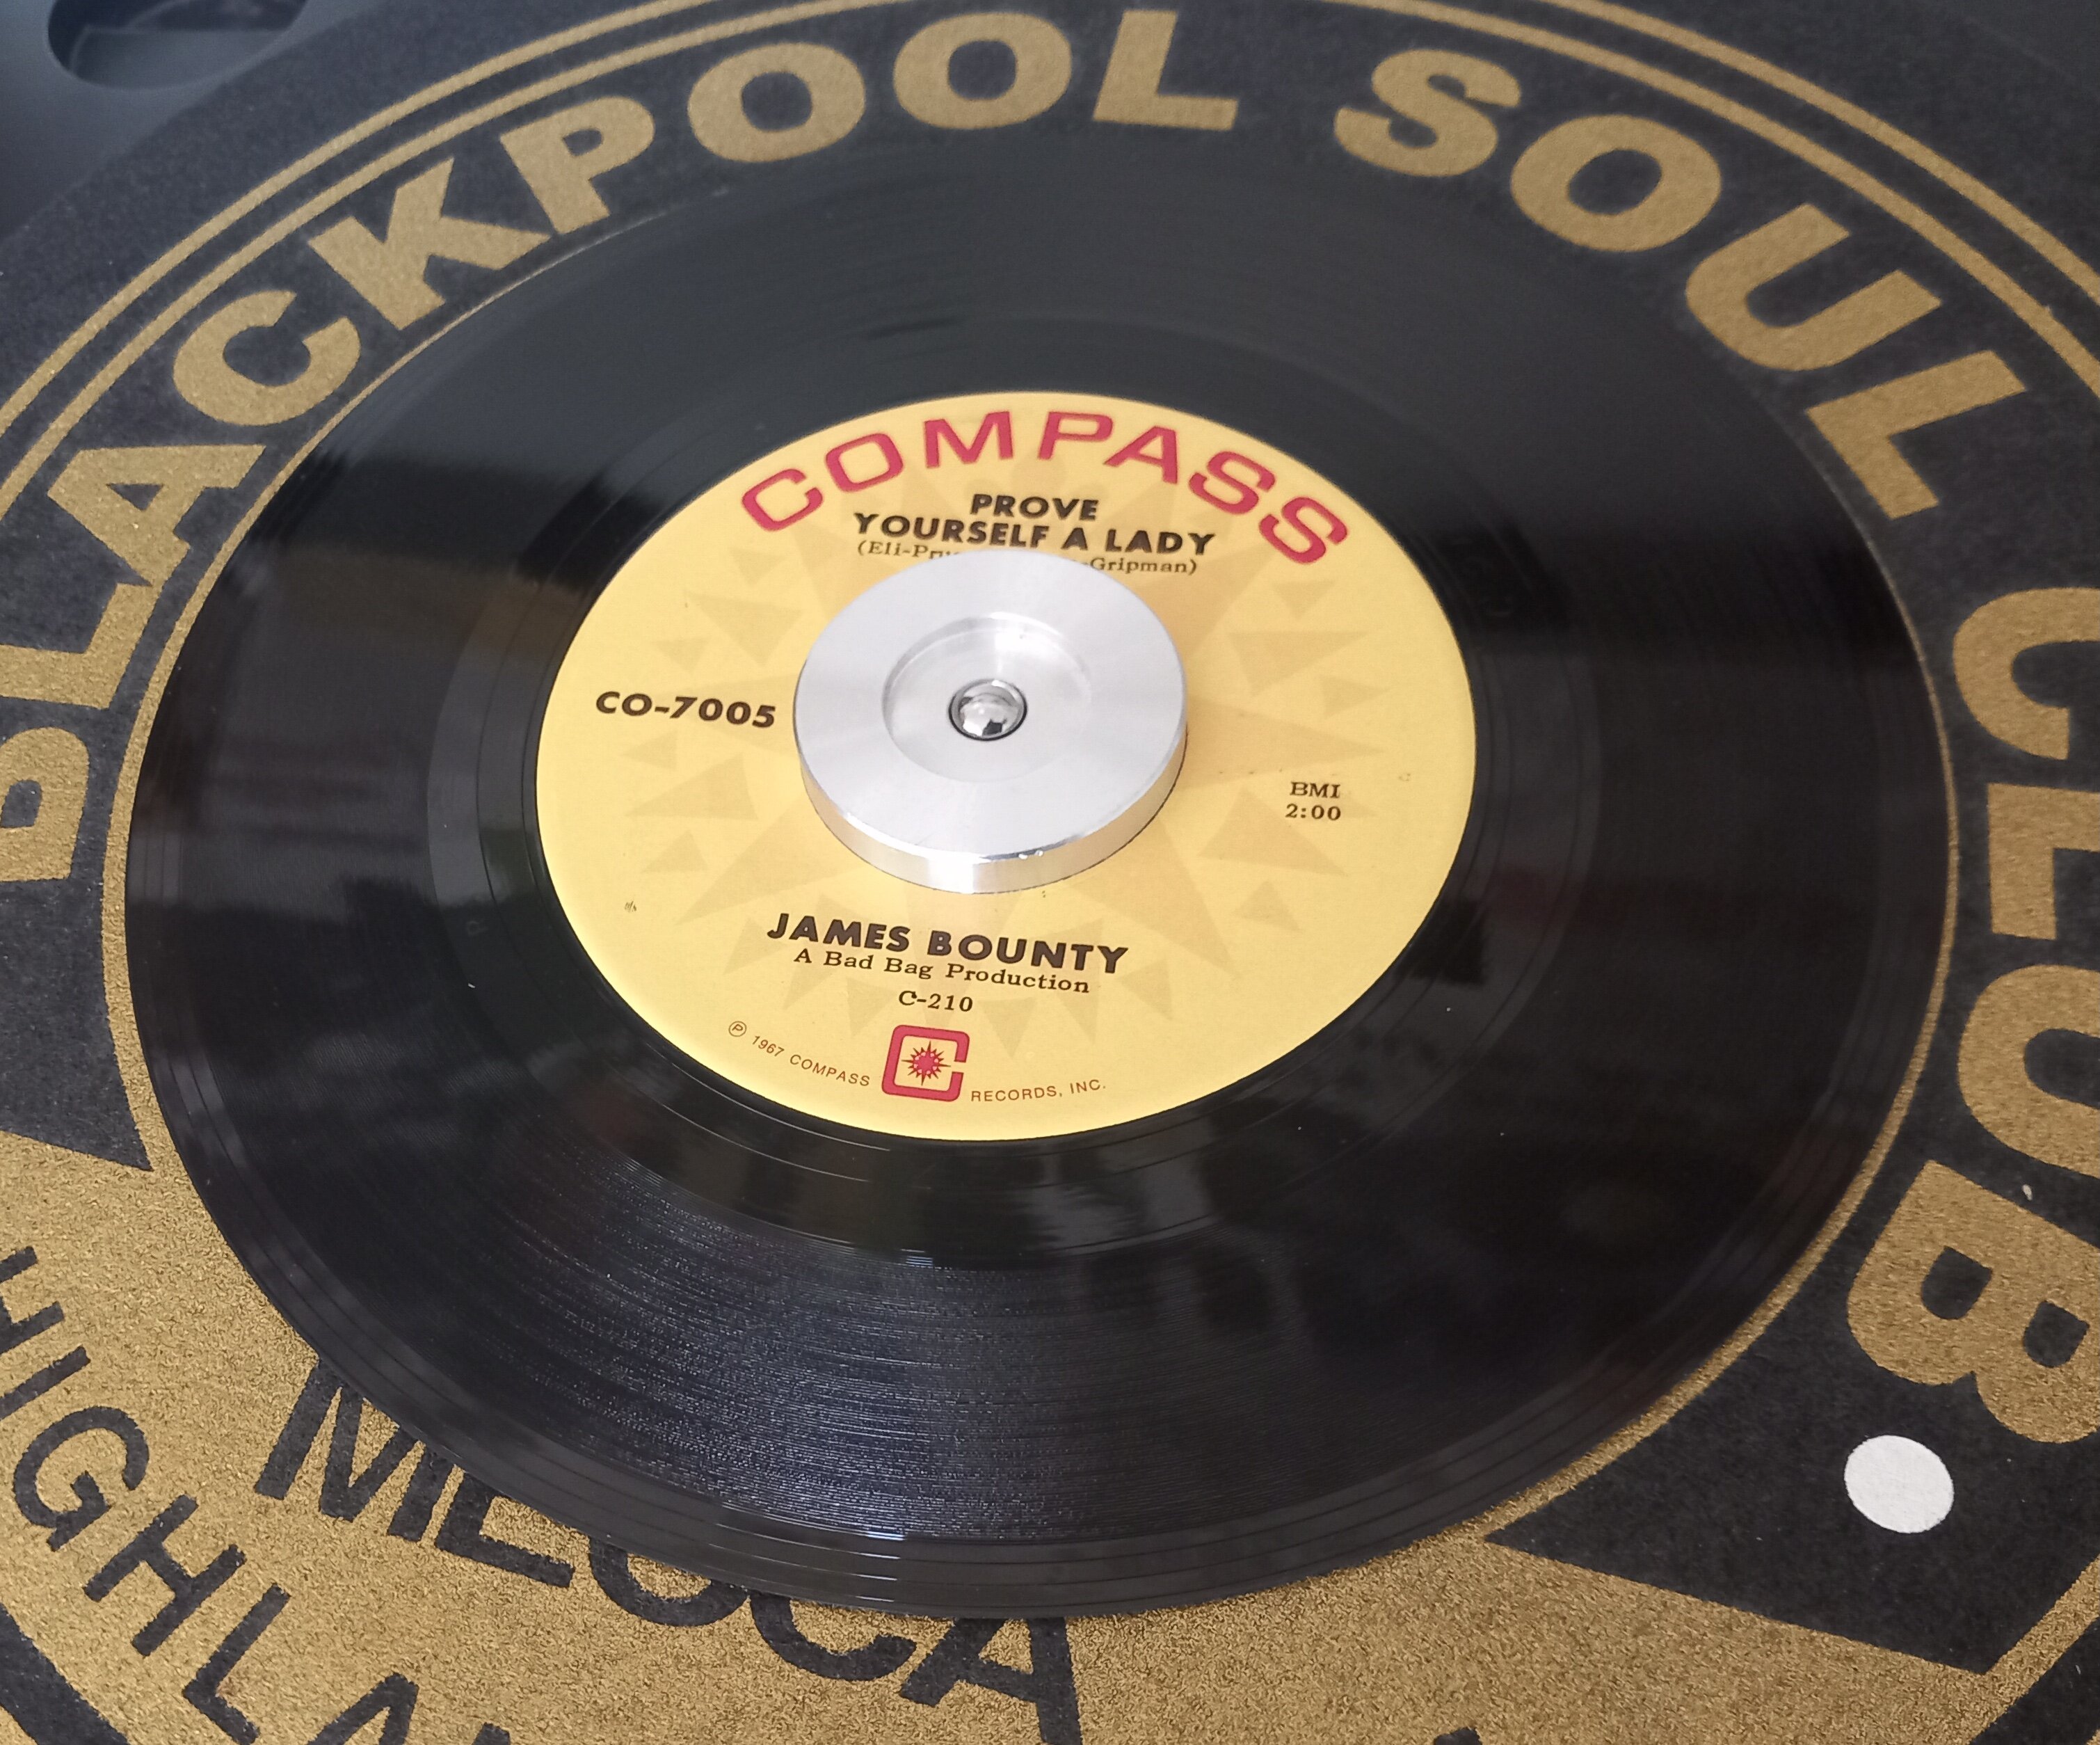 BLACKPOOL SOUL CLUB
COMPASS
PROVE
YOURSELF A LADY
-Gripman)
CO-7005
BMI
2:00
JAMES BOUNTY
A Bad Bag Production
C-210
℗ 1967 COMPASS RECORDS, INC.
MECCA